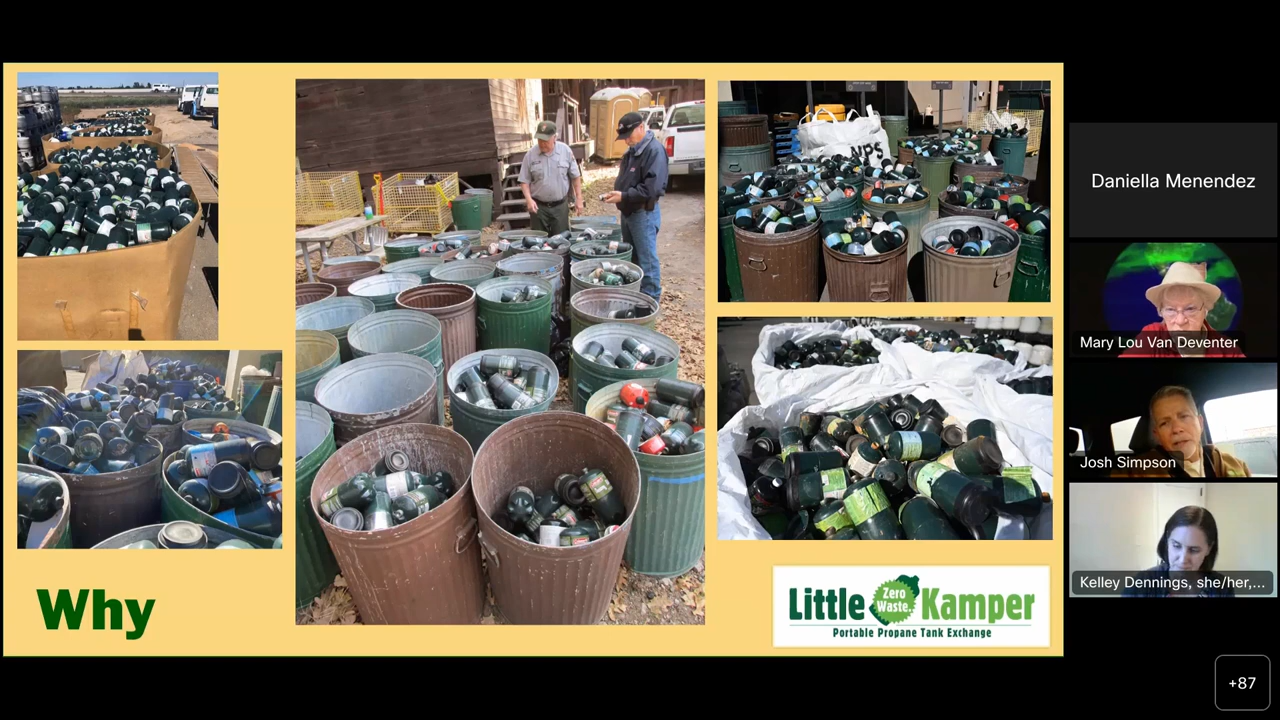 NPS
Why
Little Zero Waste. Kamper
Portable Propane Tank Exchange
Daniella Menendez
Mary Lou Van Deventer
Josh Simpson
Kelley Dennings, she/her,...
+87